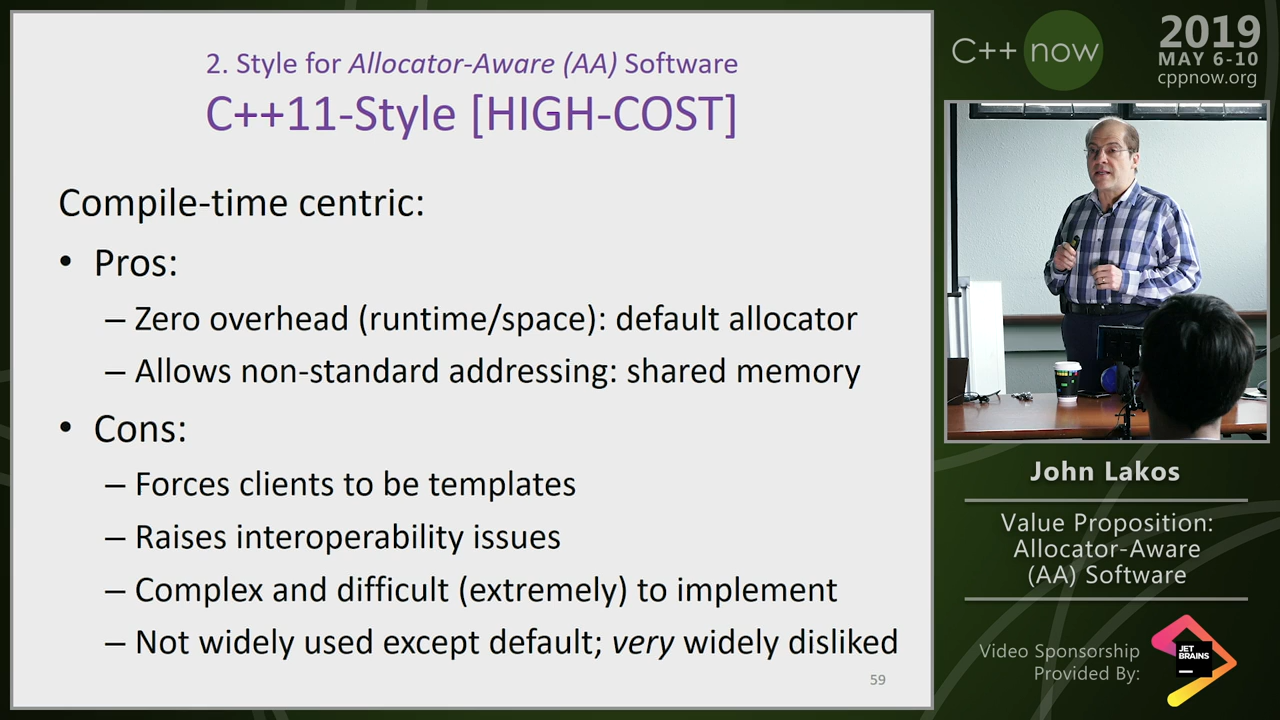 2. Style for Allocator-Aware (AA) Software
C++11-Style [HIGH-COST]
Compile-time centric:
• Pros:
– Zero overhead (runtime/space): default allocator
– Allows non-standard addressing: shared memory
• Cons:
– Forces clients to be templates
– Raises interoperability issues
– Complex and difficult (extremely) to implement
– Not widely used except default; very widely disliked
59
C++ now
2019
MAY 6-10
cppnow.org
John Lakos
Value Proposition:
Allocator-Aware
(AA) Software
Video Sponsorship
Provided By:
JET
BRAINS